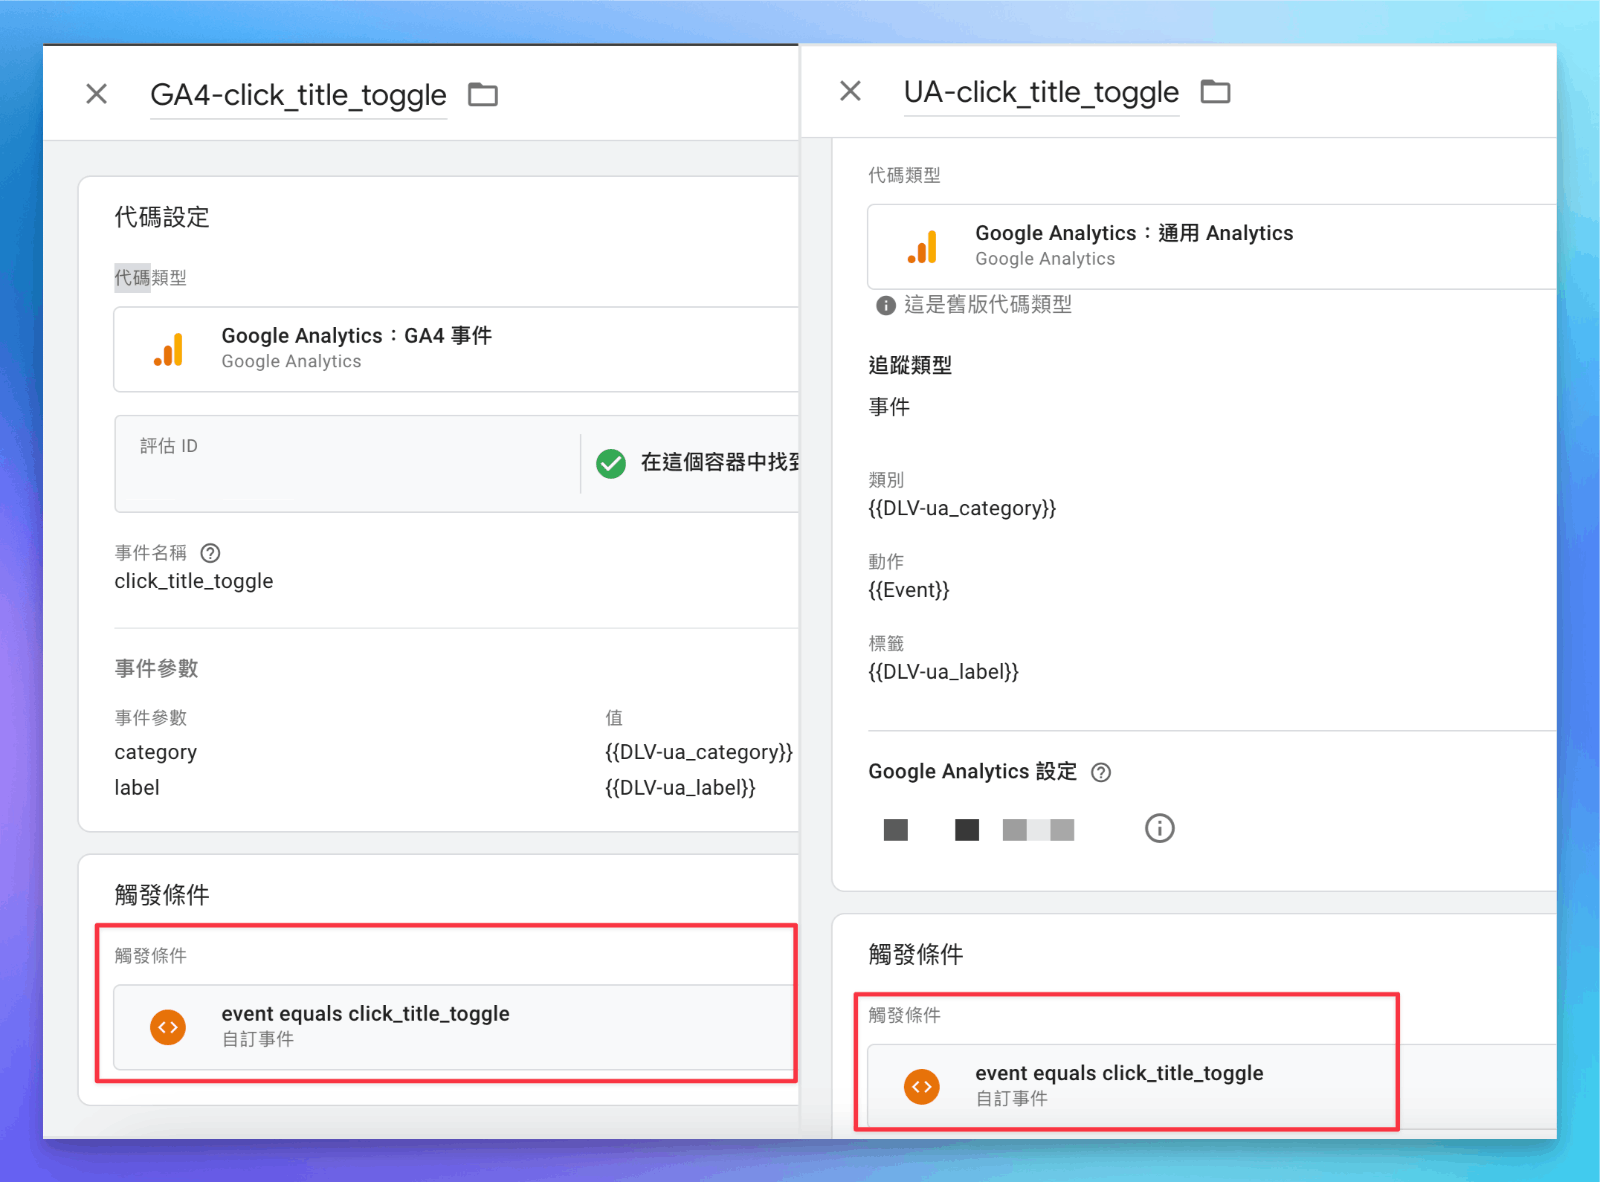 GA4-click_title_toggle
代碼設定
代碼類型
Google Analytics：GA4 事件
Google Analytics
評估 ID
在這個容器中找到
事件名稱
click_title_toggle
事件參數
事件參數 值
category {{DLV-ua_category}}
label {{DLV-ua_label}}
觸發條件
觸發條件
event equals click_title_toggle
自訂事件
UA-click_title_toggle
代碼類型
Google Analytics：通用 Analytics
Google Analytics
這是舊版代碼類型
追蹤類型
事件
類別
{{DLV-ua_category}}
動作
{{Event}}
標籤
{{DLV-ua_label}}
Google Analytics 設定
觸發條件
觸發條件
event equals click_title_toggle
自訂事件